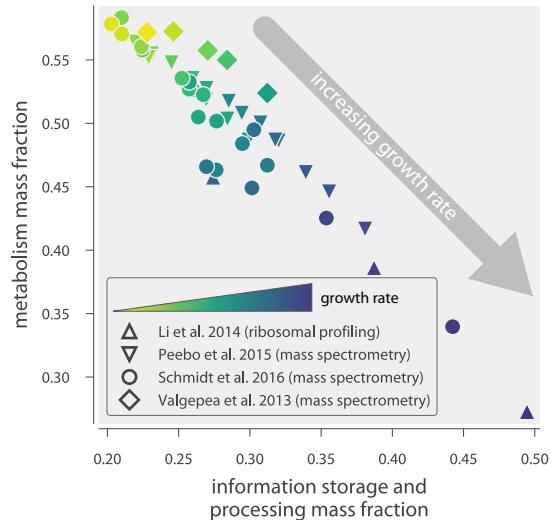 0.55
0.50
0.45
0.40
0.35
0.30
metabolism mass fraction
increasing growth rate
growth rate
Li et al. 2014 (ribosomal profiling)
Peebo et al. 2015 (mass spectrometry)
Schmidt et al. 2016 (mass spectrometry)
Valgepea et al. 2013 (mass spectrometry)
0.20 0.25 0.30 0.35 0.40 0.45 0.50
information storage and
processing mass fraction